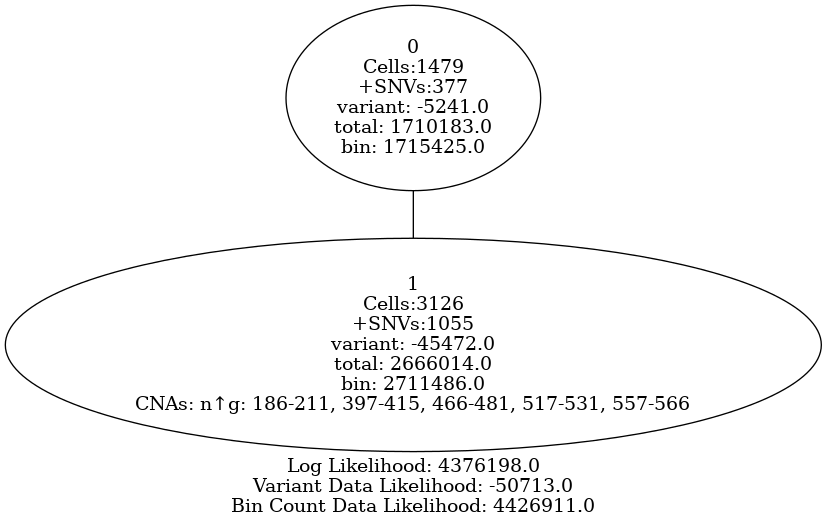 0
Cells:1479
+SNVs:377
variant: -5241.0
total: 1710183.0
bin: 1715425.0
1
Cells:3126
+SNVs:1055
variant: -45472.0
total: 2666014.0
bin: 2711486.0
CNAs: n↑g: 186-211, 397-415, 466-481, 517-531, 557-566
Log Likelihood: 4376198.0
Variant Data Likelihood: -50713.0
Bin Count Data Likelihood: 4426911.0